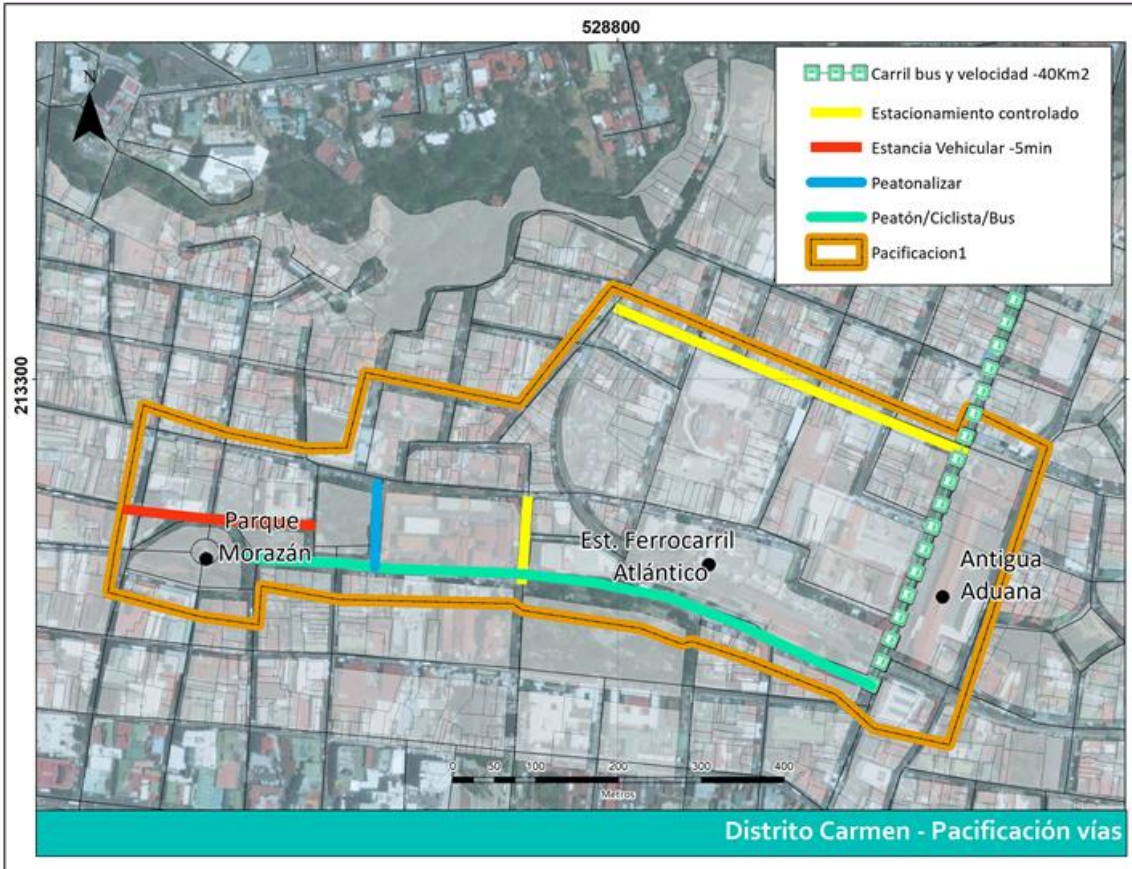 528800
N
Carril bus y velocidad -40Km2
Estacionamiento controlado
Estancia Vehicular -5min
Peatonalizar
Peatón/Ciclista/Bus
Pacificacion1
213300
Parque
Morazán
Est. Ferrocarril
Atlántico
Antigua
Aduana
0 50 100 200 300 400
Metros
Distrito Carmen - Pacificación vías